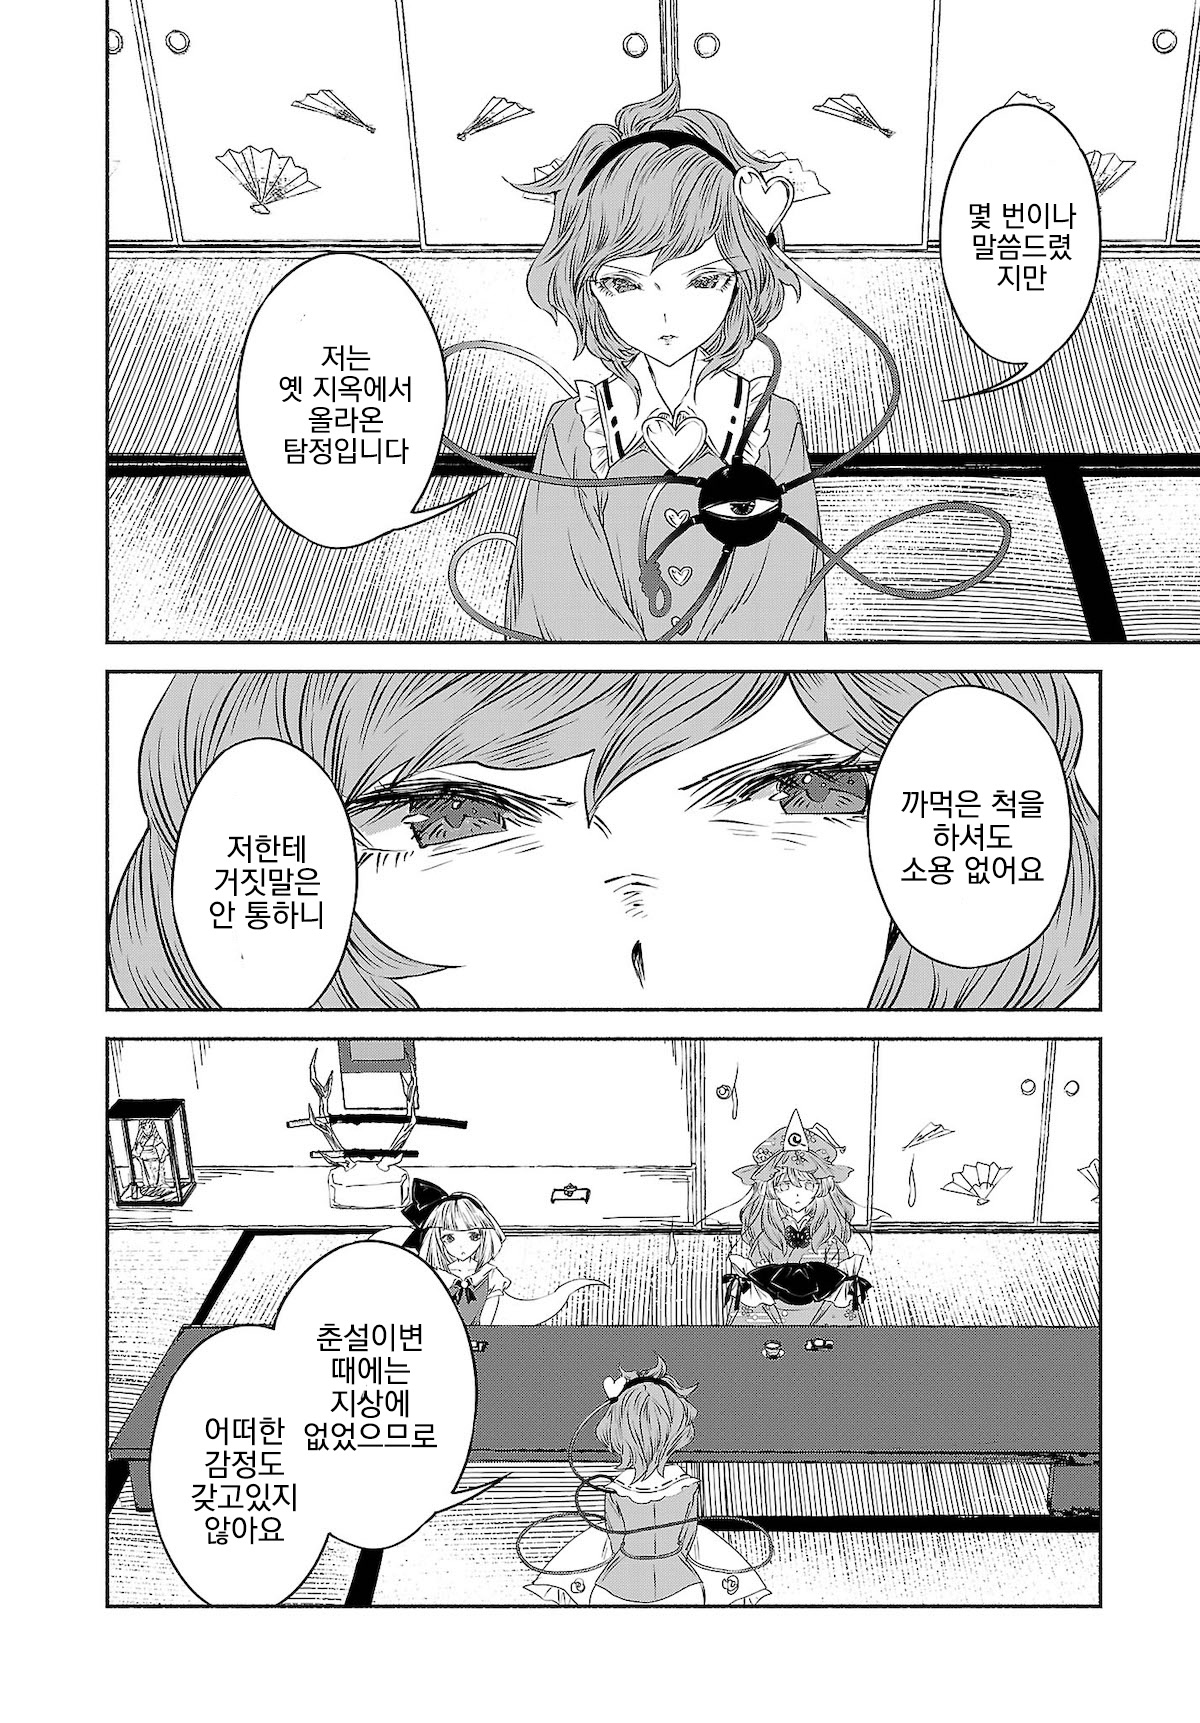 몇 번이나
말씀드렸
지만
저는
옛 지옥에서
올라온
탐정입니다
까먹은 척을
하셔도
소용 없어요
저한테
거짓말은
안 통하니
춘설이변
때에는
지상에
없었으므로
어떠한
감정도
갖고있지
않아요